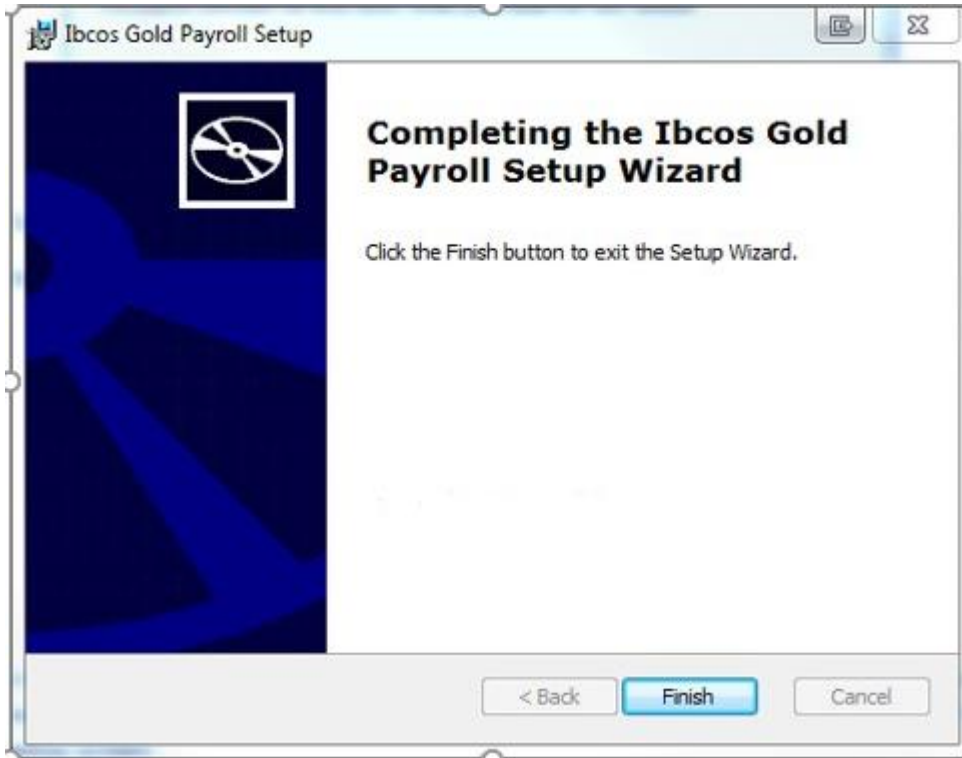 Ibcos Gold Payroll Setup
Completing the Ibcos Gold
Payroll Setup Wizard
Click the Finish button to exit the Setup Wizard.
< Back Finish Cancel